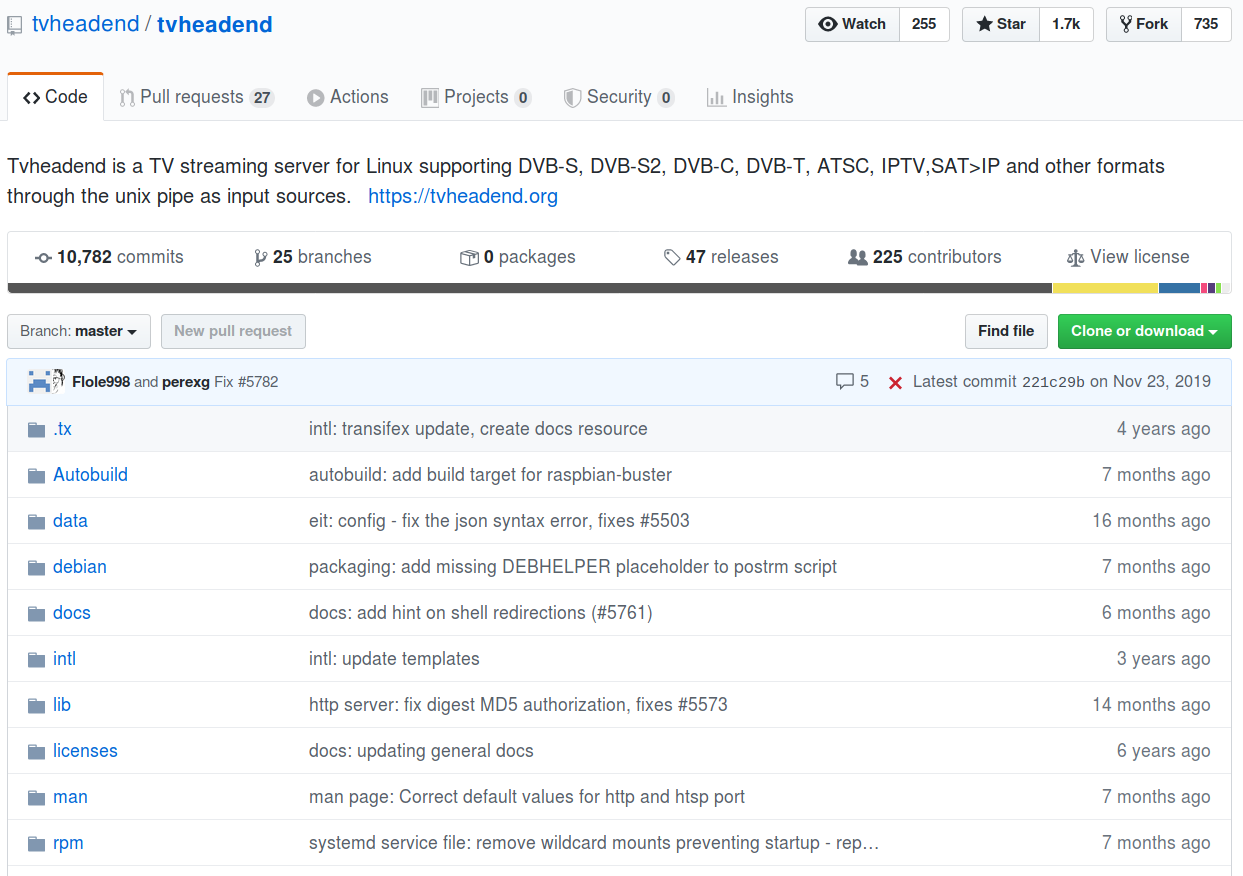 tvheadend / tvheadend Watch 255 Star 1.7k Fork 735
Code Pull requests 27 Actions Projects 0 Security 0 Insights
Tvheadend is a TV streaming server for Linux supporting DVB-S, DVB-S2, DVB-C, DVB-T, ATSC, IPTV,SAT>IP and other formats
through the unix pipe as input sources. https://tvheadend.org
10,782 commits 25 branches 0 packages 47 releases 225 contributors View license
Branch: master New pull request Find file Clone or download
Flole998 and perexg Fix #5782 5 Latest commit 221c29b on Nov 23, 2019
.tx intl: transifex update, create docs resource 4 years ago
Autobuild autobuild: add build target for raspbian-buster 7 months ago
data eit: config - fix the json syntax error, fixes #5503 16 months ago
debian packaging: add missing DEBHELPER placeholder to postrm script 7 months ago
docs docs: add hint on shell redirections (#5761) 6 months ago
intl intl: update templates 3 years ago
lib http server: fix digest MD5 authorization, fixes #5573 14 months ago
licenses docs: updating general docs 6 years ago
man man page: Correct default values for http and htsp port 7 months ago
rpm systemd service file: remove wildcard mounts preventing startup - rep… 7 months ago